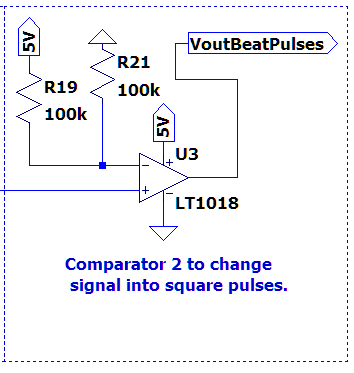 5V
VoutBeatPulses
R19
100k
R21
100k
5V
U3
LT1018
Comparator 2 to change
signal into square pulses.